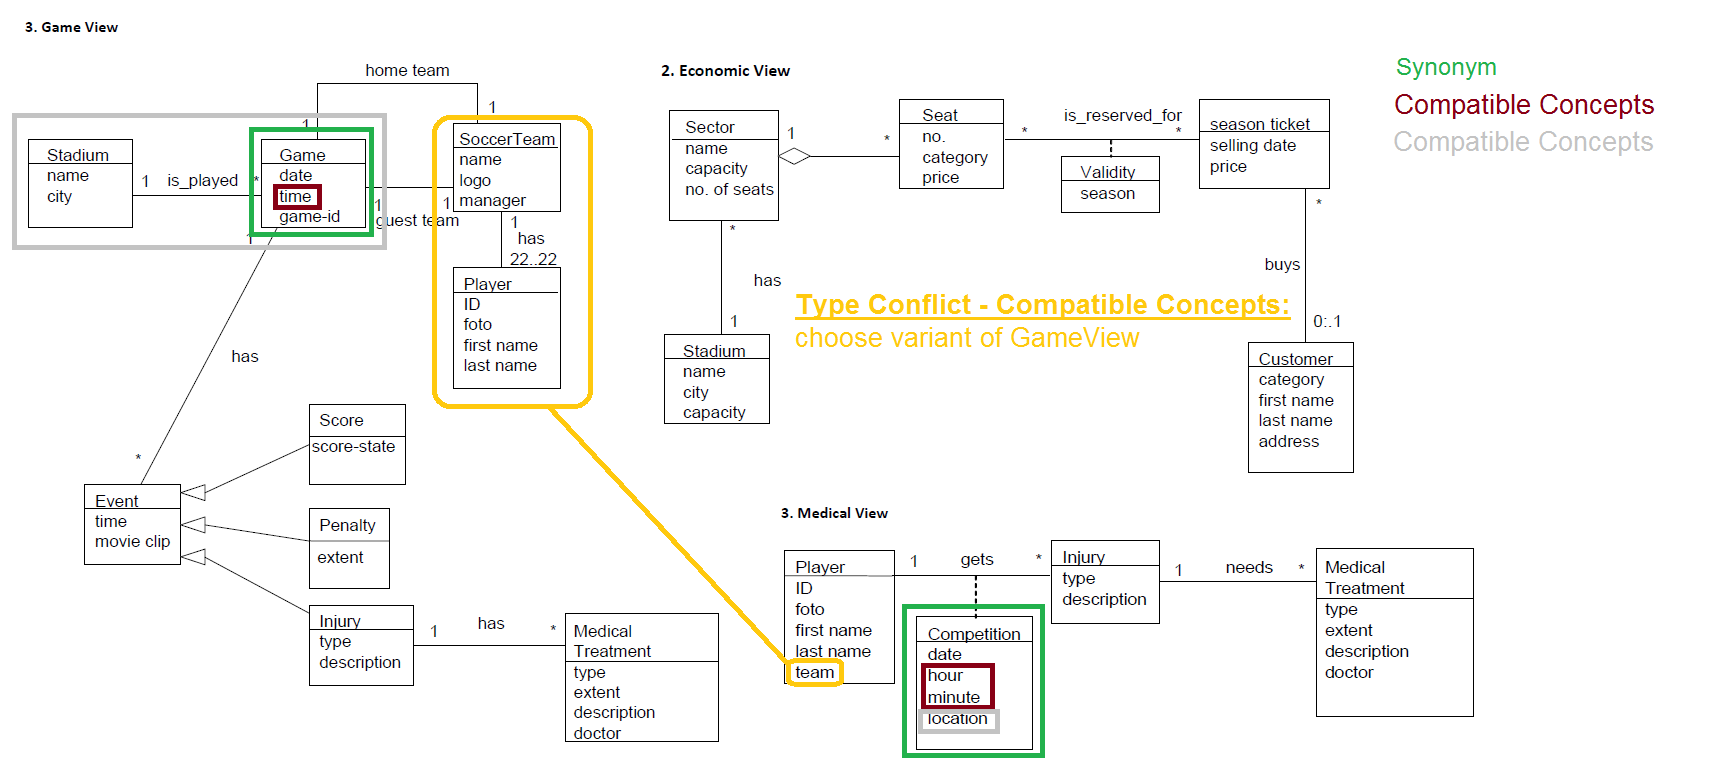 3. Game View
home team
1
1
Stadium
name
city
1
is_played
*
Game
date
time
game-id
1
1
1
guest team
SoccerTeam
name
logo
manager
1
has
22..22
Player
ID
foto
first name
last name
has
*
Event
time
movie clip
Score
score-state
Penalty
extent
Injury
type
description
1
has
*
Medical
Treatment
type
extent
description
doctor
2. Economic View
Sector
name
capacity
no. of seats
1
*
Seat
no.
category
price
*
is_reserved_for
*
Validity
season
season ticket
selling date
price
*
buys
0:.1
Customer
category
first name
last name
address
*
has
1
Stadium
name
city
capacity
Type Conflict - Compatible Concepts:
choose variant of GameView
Synonym
Compatible Concepts
Compatible Concepts
3. Medical View
Player
ID
foto
first name
last name
team
1
gets
*
Competition
date
hour
minute
location
Injury
type
description
1
needs
*
Medical
Treatment
type
extent
description
doctor